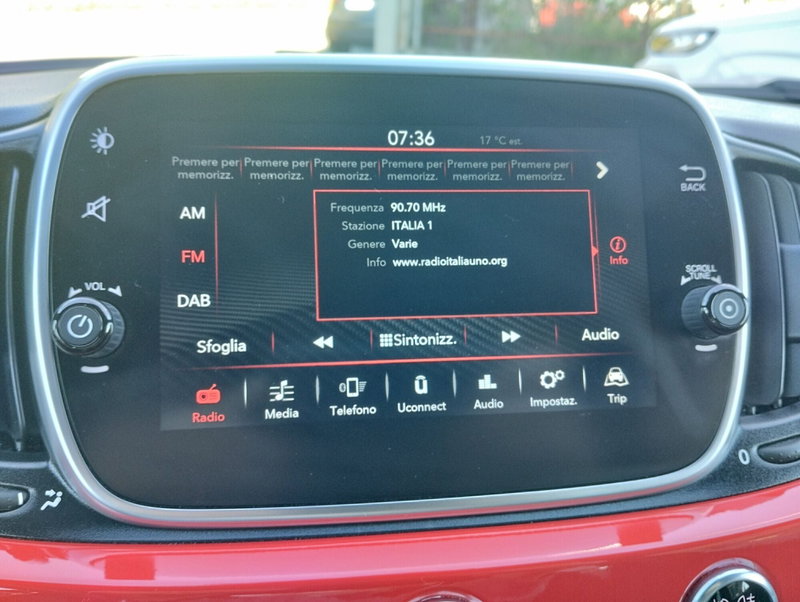 07:36
17 °C est.
Premere per memorizz.
Premere per memorizz.
Premere per memorizz.
Premere per memorizz.
Premere per memorizz.
Premere per memorizz.
BACK
AM
FM
DAB
Frequenza 90.70 MHz
Stazione ITALIA 1
Genere Varie
Info www.radioitaliauno.org
Info
VOL
SCROLL
TUNE
Sfoglia
Sintonizz.
Audio
Radio
Media
Telefono
Uconnect
Audio
Impostaz.
Trip
0